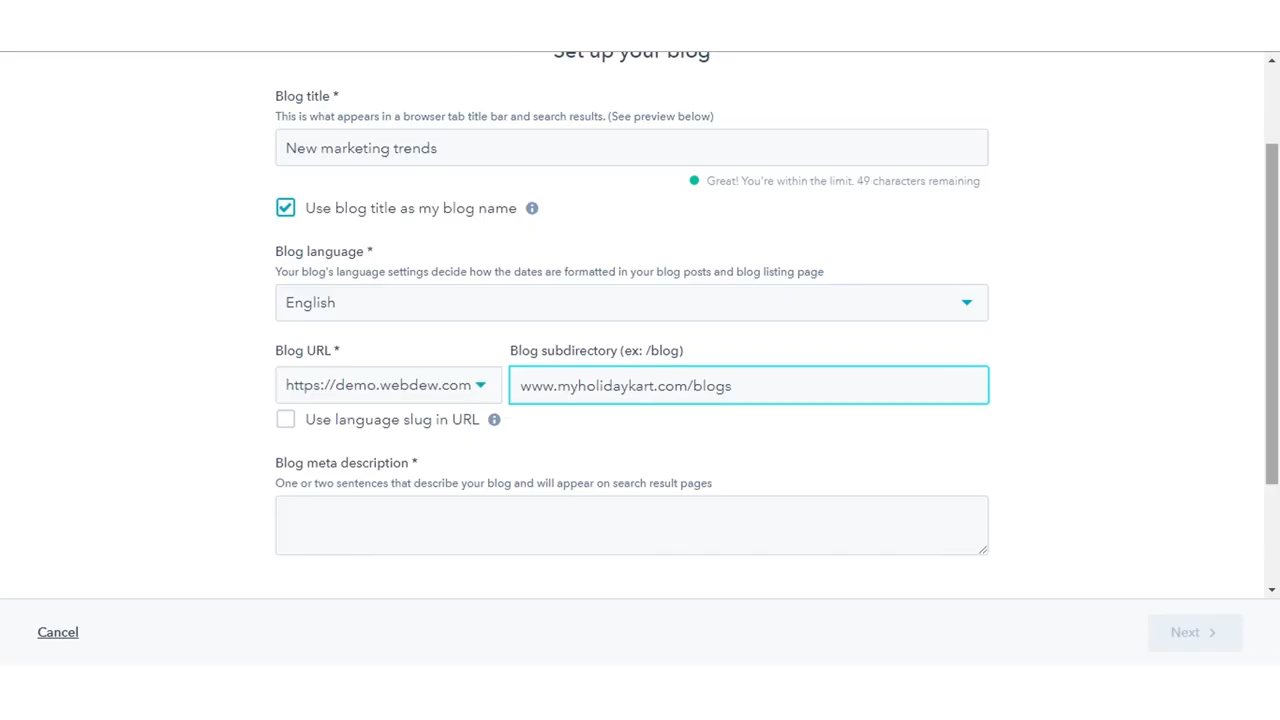 Set up your blog
Blog title *
This is what appears in a browser tab title bar and search results. (See preview below)
New marketing trends
Great! You're within the limit. 49 characters remaining
Use blog title as my blog name
Blog language *
Your blog's language settings decide how the dates are formatted in your blog posts and blog listing page
English
Blog URL * Blog subdirectory (ex: /blog)
https://demo.webdew.com www.myholidaykart.com/blogs
Use language slug in URL
Blog meta description *
One or two sentences that describe your blog and will appear on search result pages
Cancel Next